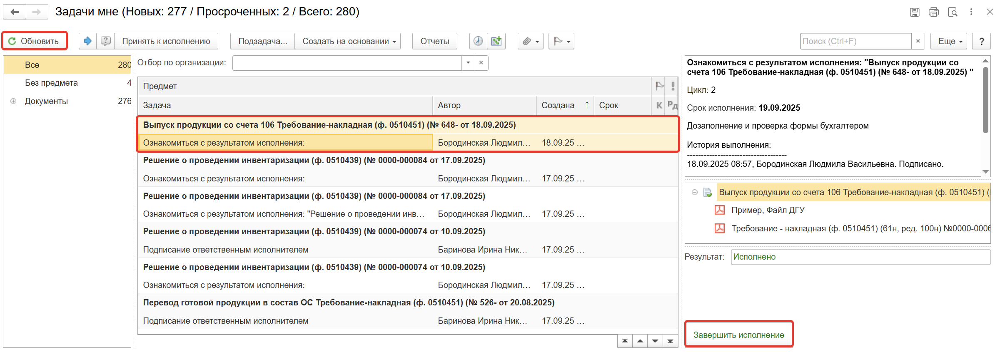 Задачи мне (Новых: 277 / Просроченных: 2 / Всего: 280)
Обновить
Принять к исполнению
Подзадача...
Создать на основании
Отчеты
Поиск (Ctrl+F)
×
Еще
?
Все 280
Без предмета 4
Документы 276
Отбор по организации:
×
Предмет
Задача Автор Создана ↑ Срок К Рд
Выпуск продукции со счета 106 Требование-накладная (ф. 0510451) (№ 648- от 18.09.2025)
Ознакомиться с результатом исполнения: Бородинская Людмил... 18.09.25 ...
Решение о проведении инвентаризации (ф. 0510439) (№ 0000-000084 от 17.09.2025)
Ознакомиться с результатом исполнения: Бородинская Людмил... 17.09.25 ...
Решение о проведении инвентаризации (ф. 0510439) (№ 0000-000084 от 17.09.2025)
Ознакомиться с результатом исполнения: "Решение о проведении инв... Бородинская Людмил... 17.09.25 ...
Решение о проведении инвентаризации (ф. 0510439) (№ 0000-000074 от 10.09.2025)
Подписание ответственным исполнителем Баринова Ирина Ник... 17.09.25 ...
Решение о проведении инвентаризации (ф. 0510439) (№ 0000-000074 от 10.09.2025)
Ознакомиться с результатом исполнения: Бородинская Людмил... 17.09.25 ...
Перевод готовой продукции в состав ОС Требование-накладная (ф. 0510451) (№ 526- от 20.08.2025)
Подписание ответственным исполнителем Баринова Ирина Ник... 17.09.25 ...
Ознакомиться с результатом исполнения: "Выпуск продукции со
счета 106 Требование-накладная (ф. 0510451) (№ 648- от 18.09.2025) "
Цикл: 2
Срок исполнения: 19.09.2025
Дозаполнение и проверка формы бухгалтером
История выполнения:
------------------------------------
18.09.2025 08:57, Бородинская Людмила Васильевна. Подписано.
Выпуск продукции со счета 106 Требование-накладная (ф. 0510451) (
Пример, Файл ДГУ
Требование - накладная (ф. 0510451) (61н, ред. 100н) №0000-0006
Результат: Исполнено
Завершить исполнение